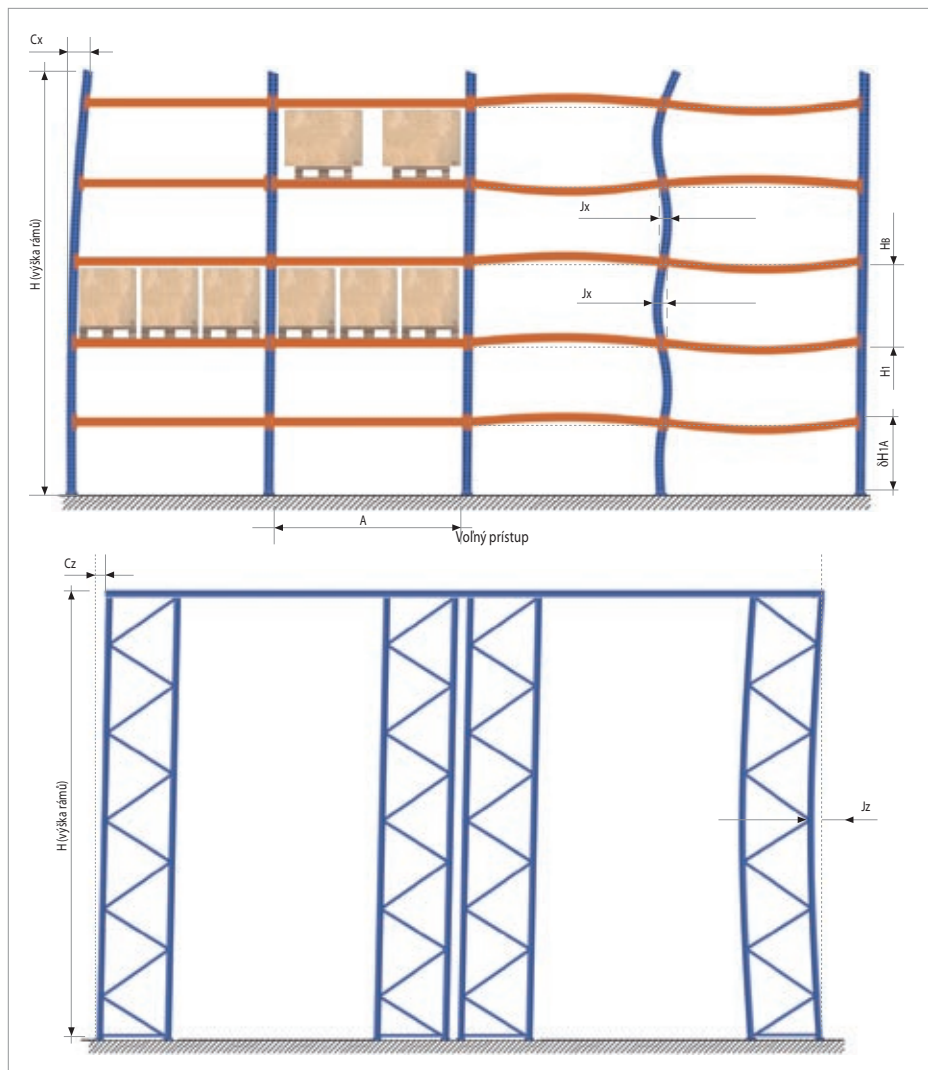 Cx
H (výška rámů)
Jx
HB
Jx
H1
δH1A
A
Voľný prístup
Cz
H (výška rámů)
Jz